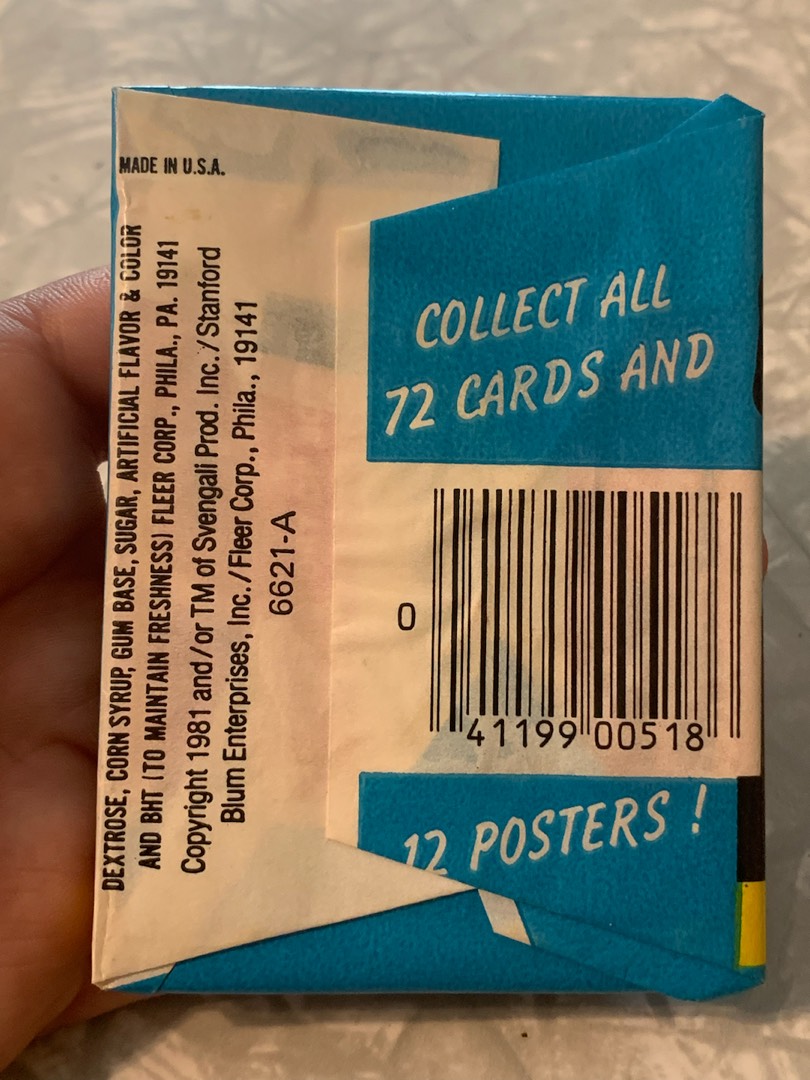 MADE IN U.S.A.
DEXTROSE, CORN SYRUP, GUM BASE, SUGAR, ARTIFICIAL FLAVOR & COLOR
AND BHT (TO MAINTAIN FRESHNESS) FLEER CORP., PHILA., PA. 19141
Copyright 1981 and/or TM of Svengali Prod. Inc./Stanford
Blum Enterprises, Inc./Fleer Corp., Phila., 19141
6621-A
COLLECT ALL
72 CARDS AND
0
41199 00518
12 POSTERS!